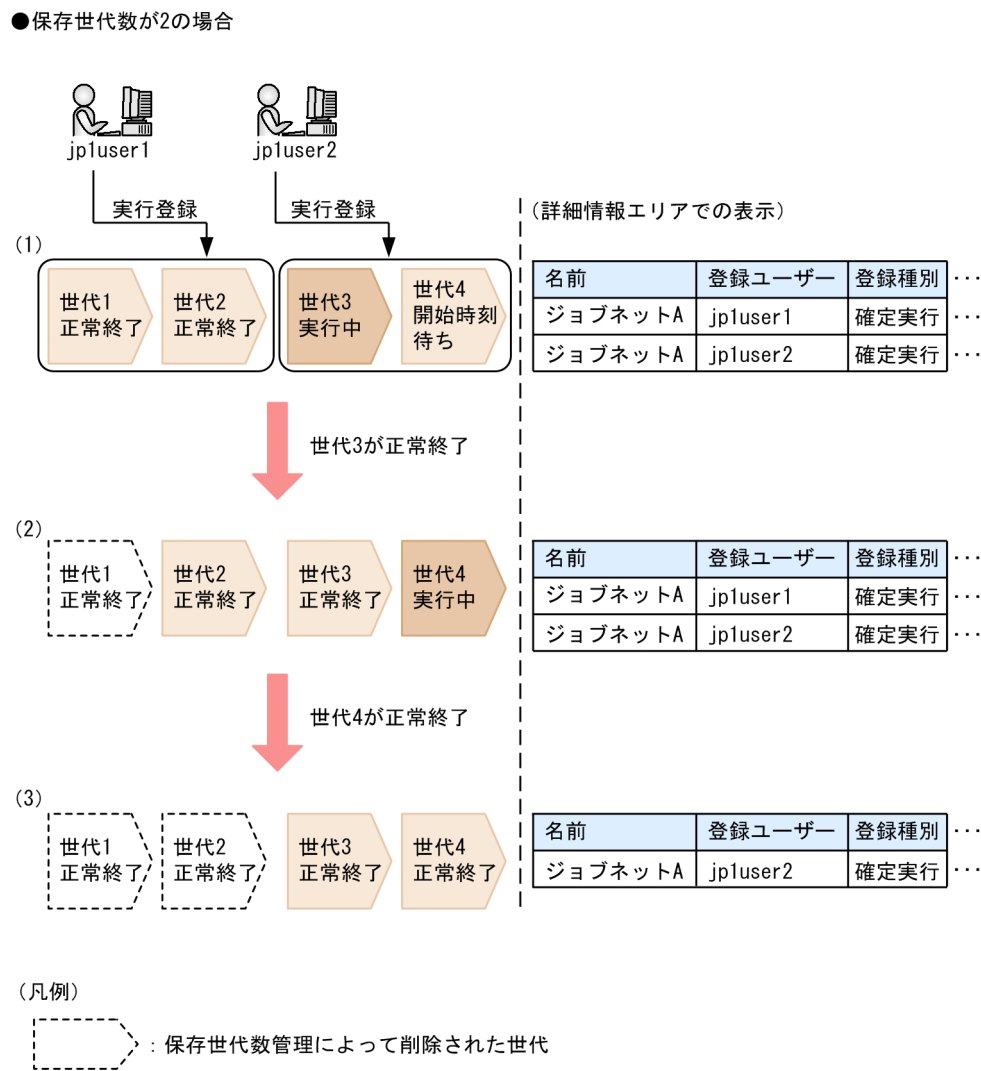 ●保存世代数が2の場合
jp1user1
jp1user2
実行登録
実行登録
(詳細情報エリアでの表示)
(1)
世代1
正常終了
世代2
正常終了
世代3
実行中
世代4
開始時刻
待ち
名前 登録ユーザー 登録種別 ･･･
ジョブネットA jp1user1 確定実行 ･･･
ジョブネットA jp1user2 確定実行 ･･･
世代3が正常終了
(2)
世代1
正常終了
世代2
正常終了
世代3
正常終了
世代4
実行中
名前 登録ユーザー 登録種別 ･･･
ジョブネットA jp1user1 確定実行 ･･･
ジョブネットA jp1user2 確定実行 ･･･
世代4が正常終了
(3)
世代1
正常終了
世代2
正常終了
世代3
正常終了
世代4
正常終了
名前 登録ユーザー 登録種別 ･･･
ジョブネットA jp1user2 確定実行 ･･･
(凡例)
：保存世代数管理によって削除された世代